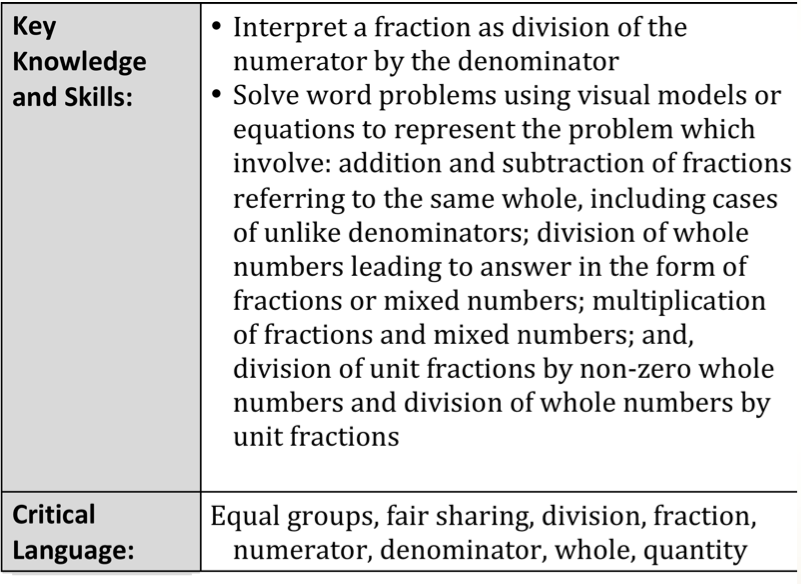 Key
Knowledge
and Skills:
• Interpret a fraction as division of the
numerator by the denominator
• Solve word problems using visual models or
equations to represent the problem which
involve: addition and subtraction of fractions
referring to the same whole, including cases
of unlike denominators; division of whole
numbers leading to answer in the form of
fractions or mixed numbers; multiplication
of fractions and mixed numbers; and,
division of unit fractions by non-zero whole
numbers and division of whole numbers by
unit fractions
Critical
Language:
Equal groups, fair sharing, division, fraction,
numerator, denominator, whole, quantity